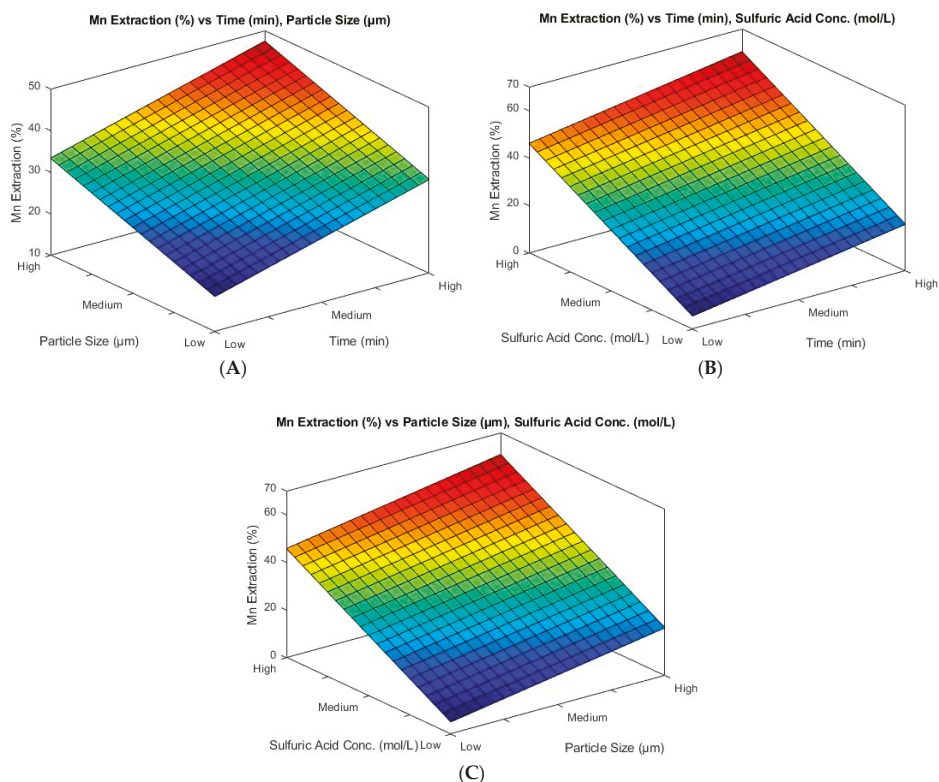 Mn Extraction (%) vs Time (min), Particle Size (µm)
50
40
30
20
10
Mn Extraction (%)
High
Medium
Low
Particle Size (µm)
Low
Medium
High
Time (min)
(A)
Mn Extraction (%) vs Time (min), Sulfuric Acid Conc. (mol/L)
70
60
40
20
0
Mn Extraction (%)
High
Medium
Low
Sulfuric Acid Conc. (mol/L)
Low
Medium
High
Time (min)
(B)
Mn Extraction (%) vs Particle Size (µm), Sulfuric Acid Conc. (mol/L)
70
60
40
20
0
Mn Extraction (%)
High
Medium
Low
Sulfuric Acid Conc. (mol/L)
Low
Medium
High
Particle Size (µm)
(C)